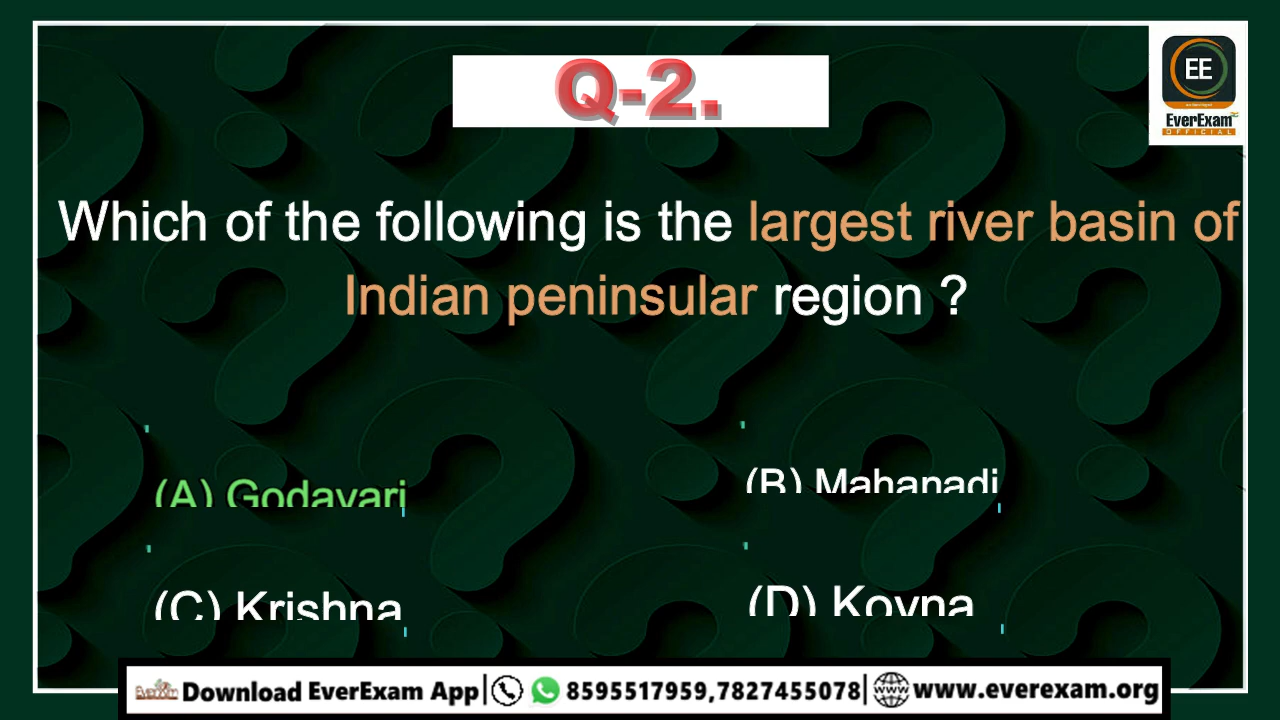 Q-2.
EE
EverExam
OFFICIAL
Which of the following is the largest river basin of
Indian peninsular region ?
(A) Godavari
(B) Mahanadi
(C) Krishna
(D) Koyna
Download EverExam App| 8595517959,7827455078| www.everexam.org